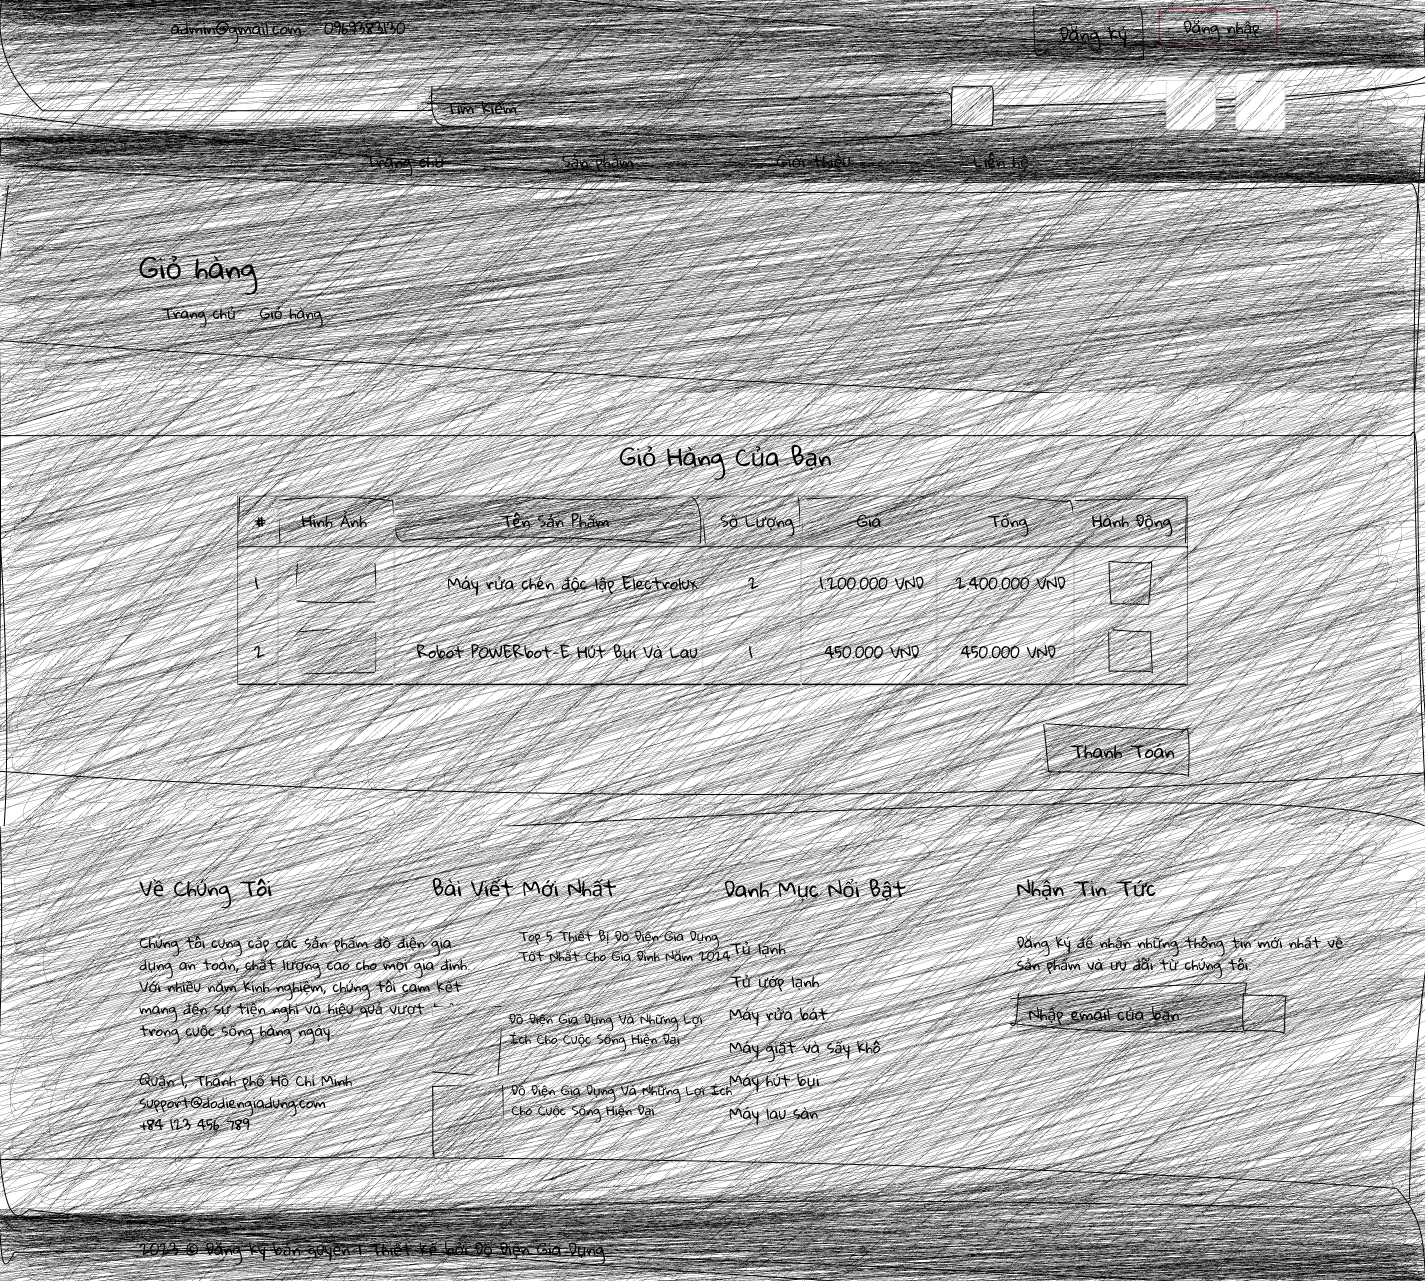 admin@gmail.com 0967383130 Đăng ký Đăng nhập
Tìm kiếm
Trang chủ Sản phẩm Giới thiệu Liên hệ
Giỏ hàng
Trang chủ Giỏ hàng
Giỏ Hàng Của Bạn
# Hình Ảnh Tên Sản Phẩm Số Lượng Giá Tổng Hành Động
1 Máy rửa chén độc lập Electrolux 2 1.200.000 VND 2.400.000 VND
2 Robot POWERbot-E Hút Bụi Và Lau 1 450.000 VND 450.000 VND
Thanh Toán
Về Chúng Tôi
Chúng tôi cung cấp các sản phẩm đồ điện gia
dụng an toàn, chất lượng cao cho mọi gia đình.
Với nhiều năm kinh nghiệm, chúng tôi cam kết
mang đến sự tiện nghi và hiệu quả vượt
trong cuộc sống hàng ngày.
Quận 1, Thành phố Hồ Chí Minh
support@dodiengiadung.com
+84 123 456 789
Bài Viết Mới Nhất
Top 5 Thiết Bị Đồ Điện Gia Dụng
Tốt Nhất Cho Gia Đình Năm 2024
Đồ Điện Gia Dụng Và Những Lợi
Ích Cho Cuộc Sống Hiện Đại
Đồ Điện Gia Dụng Và Những Lợi Ích
Cho Cuộc Sống Hiện Đại
Danh Mục Nổi Bật
Tủ lạnh
Tủ ướp lạnh
Máy rửa bát
Máy giặt và sấy khô
Máy hút bụi
Máy lau sàn
Nhận Tin Tức
Đăng ký để nhận những thông tin mới nhất về
sản phẩm và ưu đãi từ chúng tôi.
Nhập email của bạn
2023 © Đăng ký bản quyền | Thiết kế bởi Đồ Điện Gia Dụng